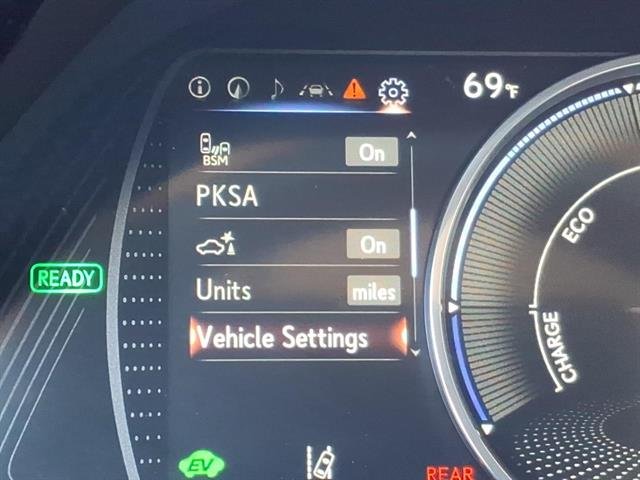 69°F
BSM On
PKSA
On
Units miles
Vehicle Settings
READY
ECO
CHARGE
EV
REAR